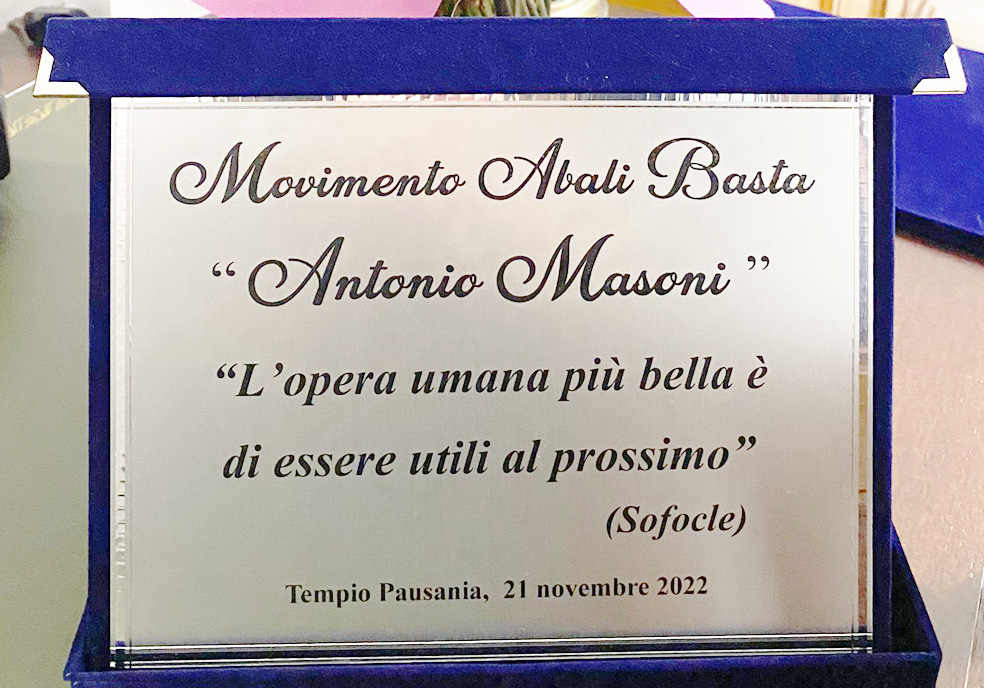 Movimento Abali Basta
“ Antonio Masoni ”
“L’opera umana più bella è
di essere utili al prossimo”
(Sofocle)
Tempio Pausania, 21 novembre 2022